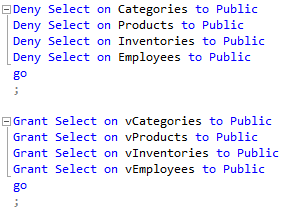 Deny Select on Categories to Public
Deny Select on Products to Public
Deny Select on Inventories to Public
Deny Select on Employees to Public
go
;
Grant Select on vCategories to Public
Grant Select on vProducts to Public
Grant Select on vInventories to Public
Grant Select on vEmployees to Public
go
;